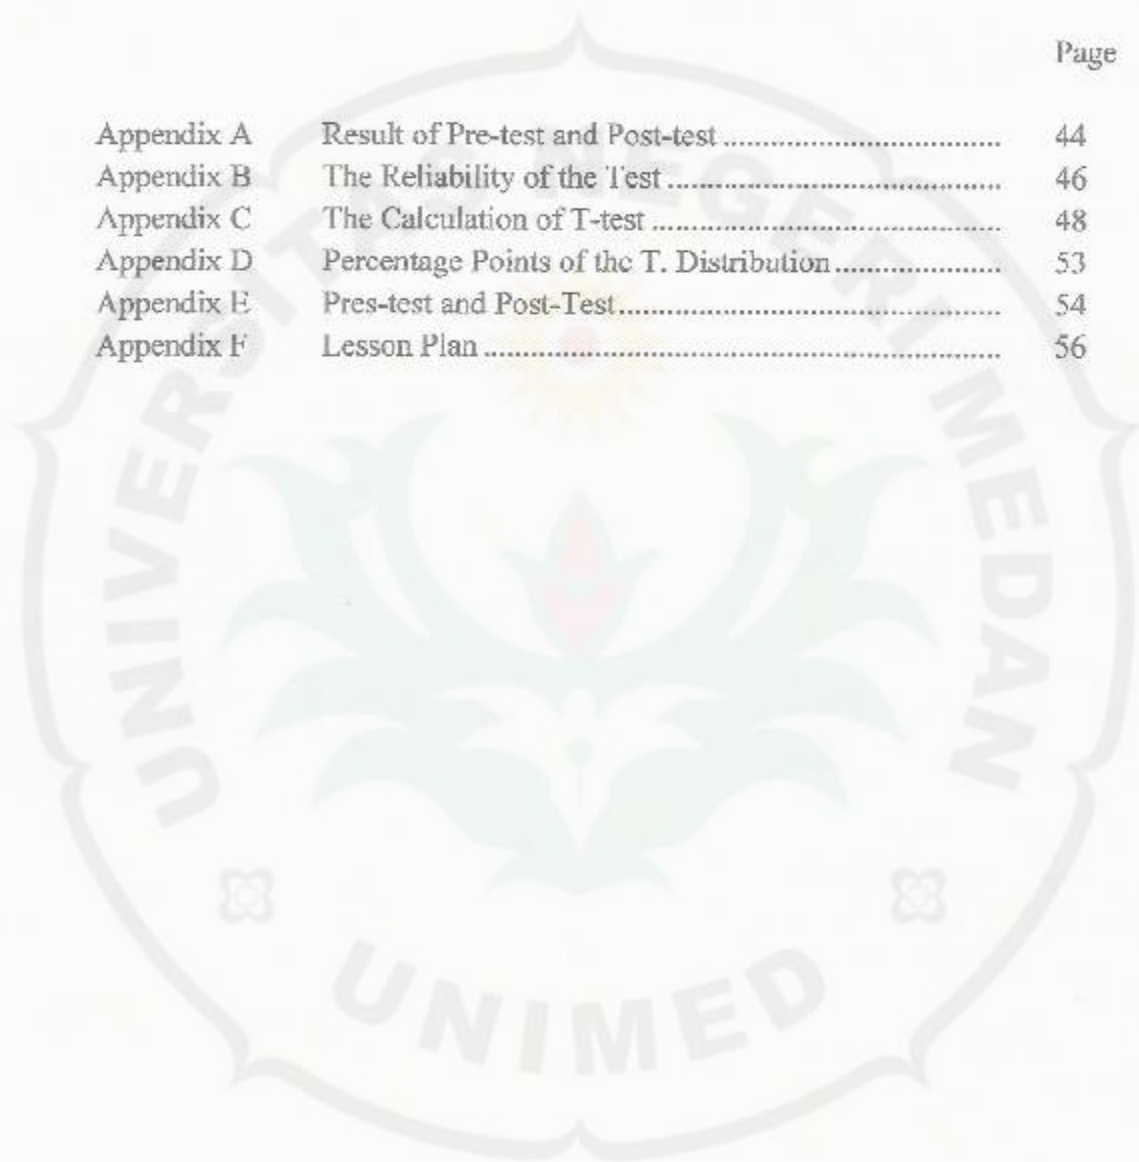 Page
Appendix A Result of Pre-test and Post-test .............................. 44
Appendix B The Reliability of the Test .................................... 46
Appendix C The Calculation of T-test ...................................... 48
Appendix D Percentage Points of the T. Distribution .................. 53
Appendix E Pres-test and Post-Test.......................................... 54
Appendix F Lesson Plan ........................................................ 56
UNIVERSITAS NEGERI MEDAN
UNIMED